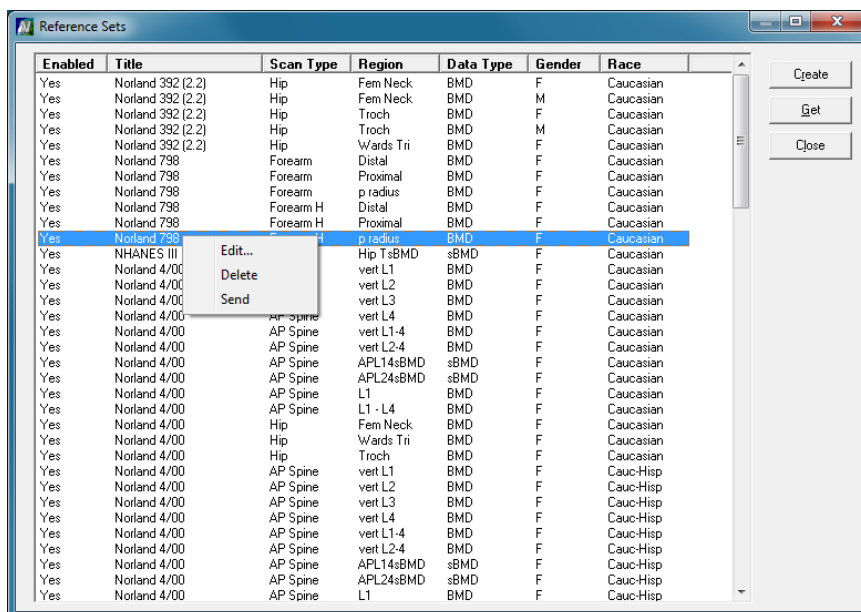 Reference Sets
Enabled Title Scan Type Region Data Type Gender Race
Yes Norland 392 (2.2) Hip Fem Neck BMD F Caucasian
Yes Norland 392 (2.2) Hip Fem Neck BMD M Caucasian
Yes Norland 392 (2.2) Hip Troch BMD F Caucasian
Yes Norland 392 (2.2) Hip Troch BMD M Caucasian
Yes Norland 392 (2.2) Hip Wards Tri BMD F Caucasian
Yes Norland 798 Forearm Distal BMD F Caucasian
Yes Norland 798 Forearm Proximal BMD F Caucasian
Yes Norland 798 Forearm p radius BMD F Caucasian
Yes Norland 798 Forearm H Distal BMD F Caucasian
Yes Norland 798 Forearm H Proximal BMD F Caucasian
Yes Norland 798 H p radius BMD F Caucasian
Yes NHANES III Hip TsBMD sBMD F Caucasian
Yes Norland 4/00 vert L1 BMD F Caucasian
Yes Norland 4/00 vert L2 BMD F Caucasian
Yes Norland 4/00 vert L3 BMD F Caucasian
Yes Norland 4/00 AP Spine vert L4 BMD F Caucasian
Yes Norland 4/00 AP Spine vert L1-4 BMD F Caucasian
Yes Norland 4/00 AP Spine vert L2-4 BMD F Caucasian
Yes Norland 4/00 AP Spine APL14sBMD sBMD F Caucasian
Yes Norland 4/00 AP Spine APL24sBMD sBMD F Caucasian
Yes Norland 4/00 AP Spine L1 BMD F Caucasian
Yes Norland 4/00 AP Spine L1 - L4 BMD F Caucasian
Yes Norland 4/00 Hip Fem Neck BMD F Caucasian
Yes Norland 4/00 Hip Wards Tri BMD F Caucasian
Yes Norland 4/00 Hip Troch BMD F Caucasian
Yes Norland 4/00 AP Spine vert L1 BMD F Cauc-Hisp
Yes Norland 4/00 AP Spine vert L2 BMD F Cauc-Hisp
Yes Norland 4/00 AP Spine vert L3 BMD F Cauc-Hisp
Yes Norland 4/00 AP Spine vert L4 BMD F Cauc-Hisp
Yes Norland 4/00 AP Spine vert L1-4 BMD F Cauc-Hisp
Yes Norland 4/00 AP Spine vert L2-4 BMD F Cauc-Hisp
Yes Norland 4/00 AP Spine APL14sBMD sBMD F Cauc-Hisp
Yes Norland 4/00 AP Spine APL24sBMD sBMD F Cauc-Hisp
Yes Norland 4/00 AP Spine L1 BMD F Cauc-Hisp
Edit...
Delete
Send
Create
Get
Close